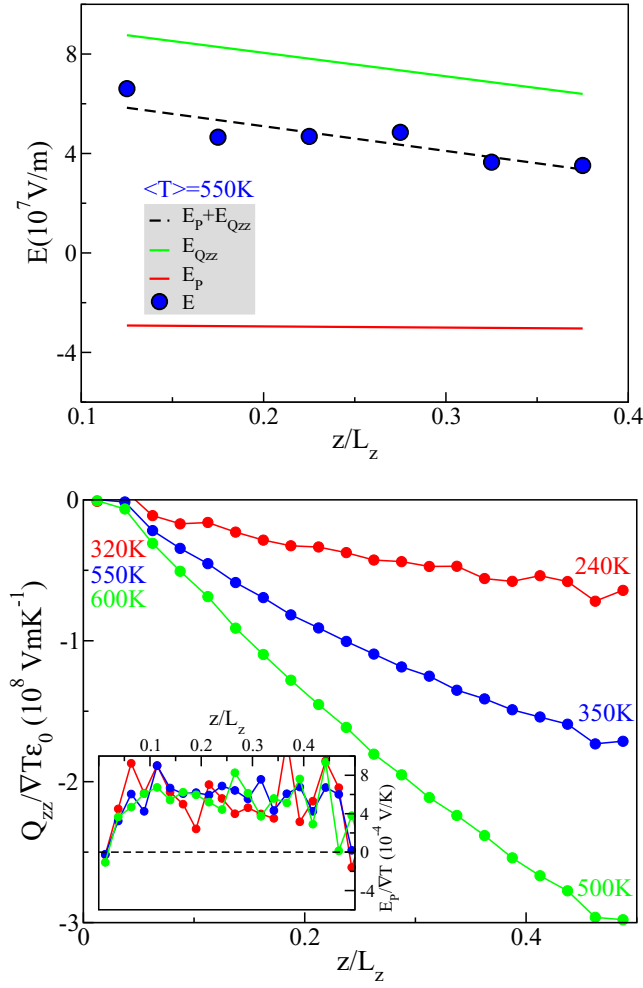 8
4
0
-4
E(10⁷V/m)
<T>=550K
E_P+E_Qzz
E_Qzz
E_P
E
0.1
0.2
0.3
0.4
z/L_z
0
-1
-2
-3
Q_zz/∇Tε_0 (10⁸ VmK⁻¹)
320K
550K
600K
240K
350K
500K
z/L_z
0.1
0.2
0.3
0.4
8
4
0
-4
E_P/∇T (10⁻⁴ V/K)
0
0.2
0.4
z/L_z